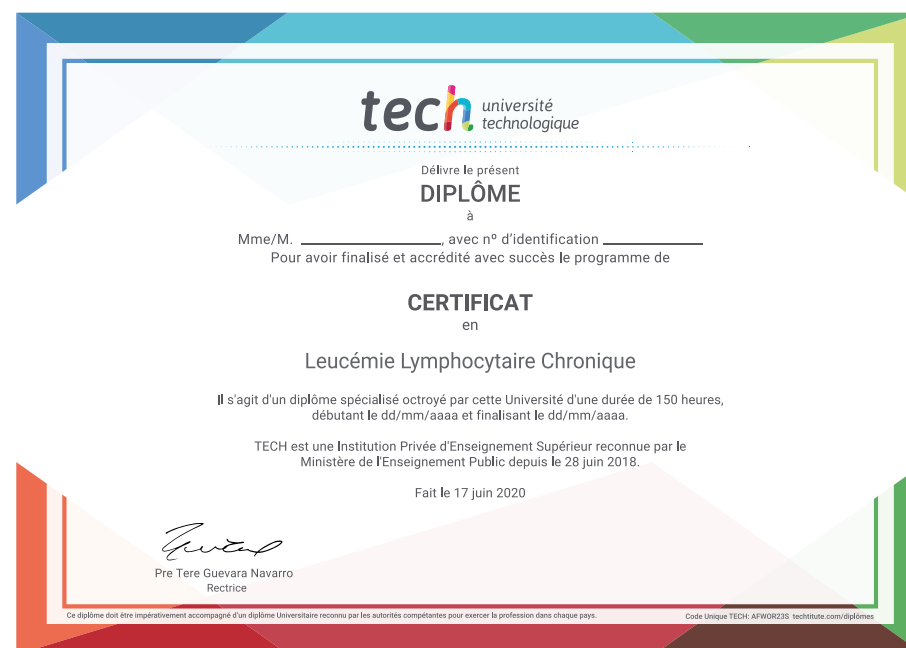 tech université
technologique
Délivre le présent
DIPLÔME
à
Mme/M. ____________________, avec nº d'identification ______________
Pour avoir finalisé et accrédité avec succès le programme de
CERTIFICAT
en
Leucémie Lymphocytaire Chronique
Il s'agit d'un diplôme spécialisé octroyé par cette Université d'une durée de 150 heures,
débutant le dd/mm/aaaa et finalisant le dd/mm/aaaa.
TECH est une Institution Privée d'Enseignement Supérieur reconnue par le
Ministère de l'Enseignement Public depuis le 28 juin 2018.
Fait le 17 juin 2020
Pre Tere Guevara Navarro
Rectrice
Ce diplôme doit être impérativement accompagné d'un diplôme Universitaire reconnu par les autorités compétantes pour exercer la profession dans chaque pays.
Code Unique TECH: AFWOR23S techtitute.com/diplômes